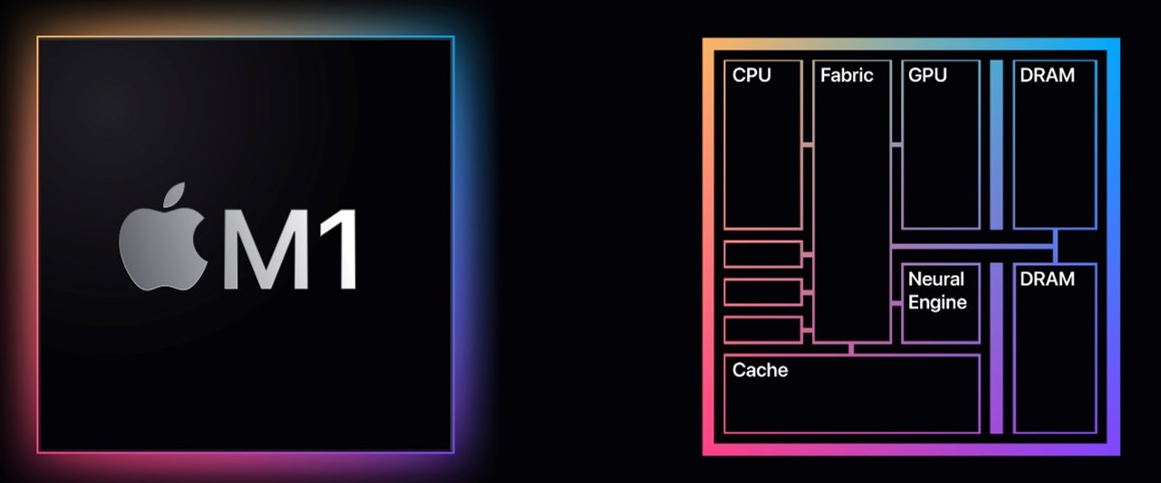 M1
CPU
Fabric
GPU
DRAM
Neural
Engine
DRAM
Cache